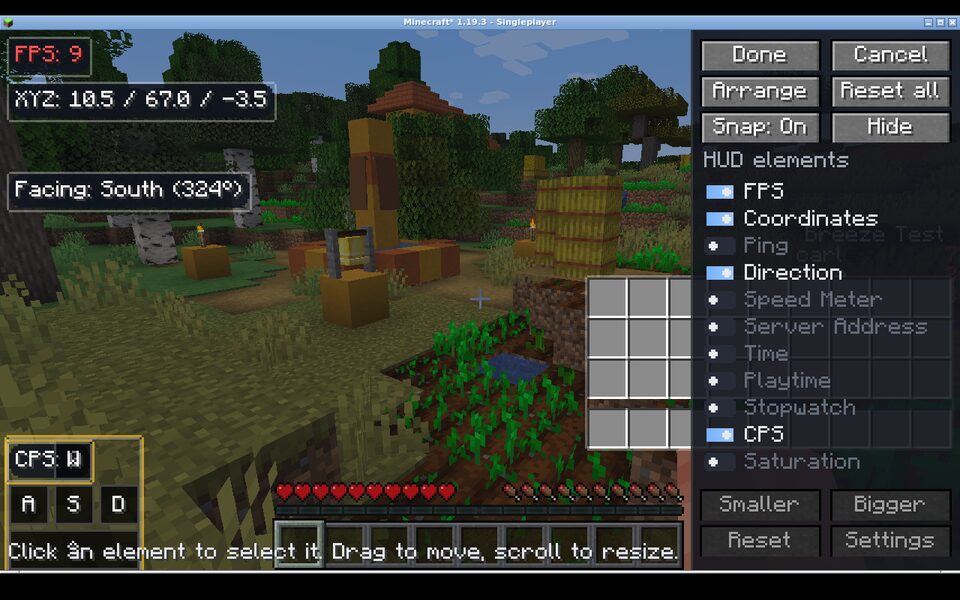 Minecraft* 1.19.3 - Singleplayer
FPS: 9
XYZ: 10.5 / 67.0 / -3.5
Facing: South (324°)
CPS: W
A S D
Click an element to select it. Drag to move, scroll to resize.
Done Cancel
Arrange Reset all
Snap: On Hide
HUD elements
FPS
Coordinates
Ping
Direction
Speed Meter
Server Address
Time
Playtime
Stopwatch
CPS
Saturation
Smaller Bigger
Reset Settings